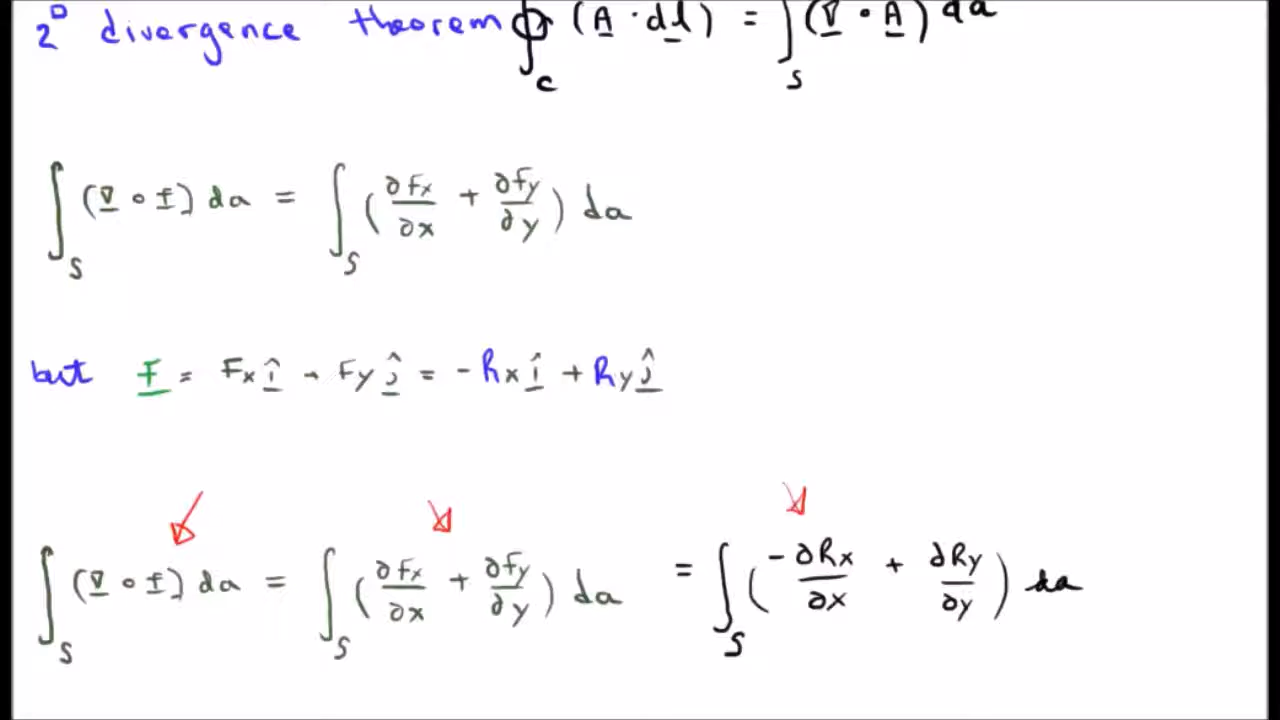 2D divergence theorem ∮_C (A · dl) = ∫_S (∇ · A) da
∫_S (∇ ∘ F) da = ∫_S (∂Fx/∂x + ∂Fy/∂y) da
but F = Fx î - Fy ĵ = -Rx î + Ry ĵ
∫_S (∇ ∘ F) da = ∫_S (∂Fx/∂x + ∂Fy/∂y) da = ∫_S (-∂Rx/∂x + ∂Ry/∂y) da